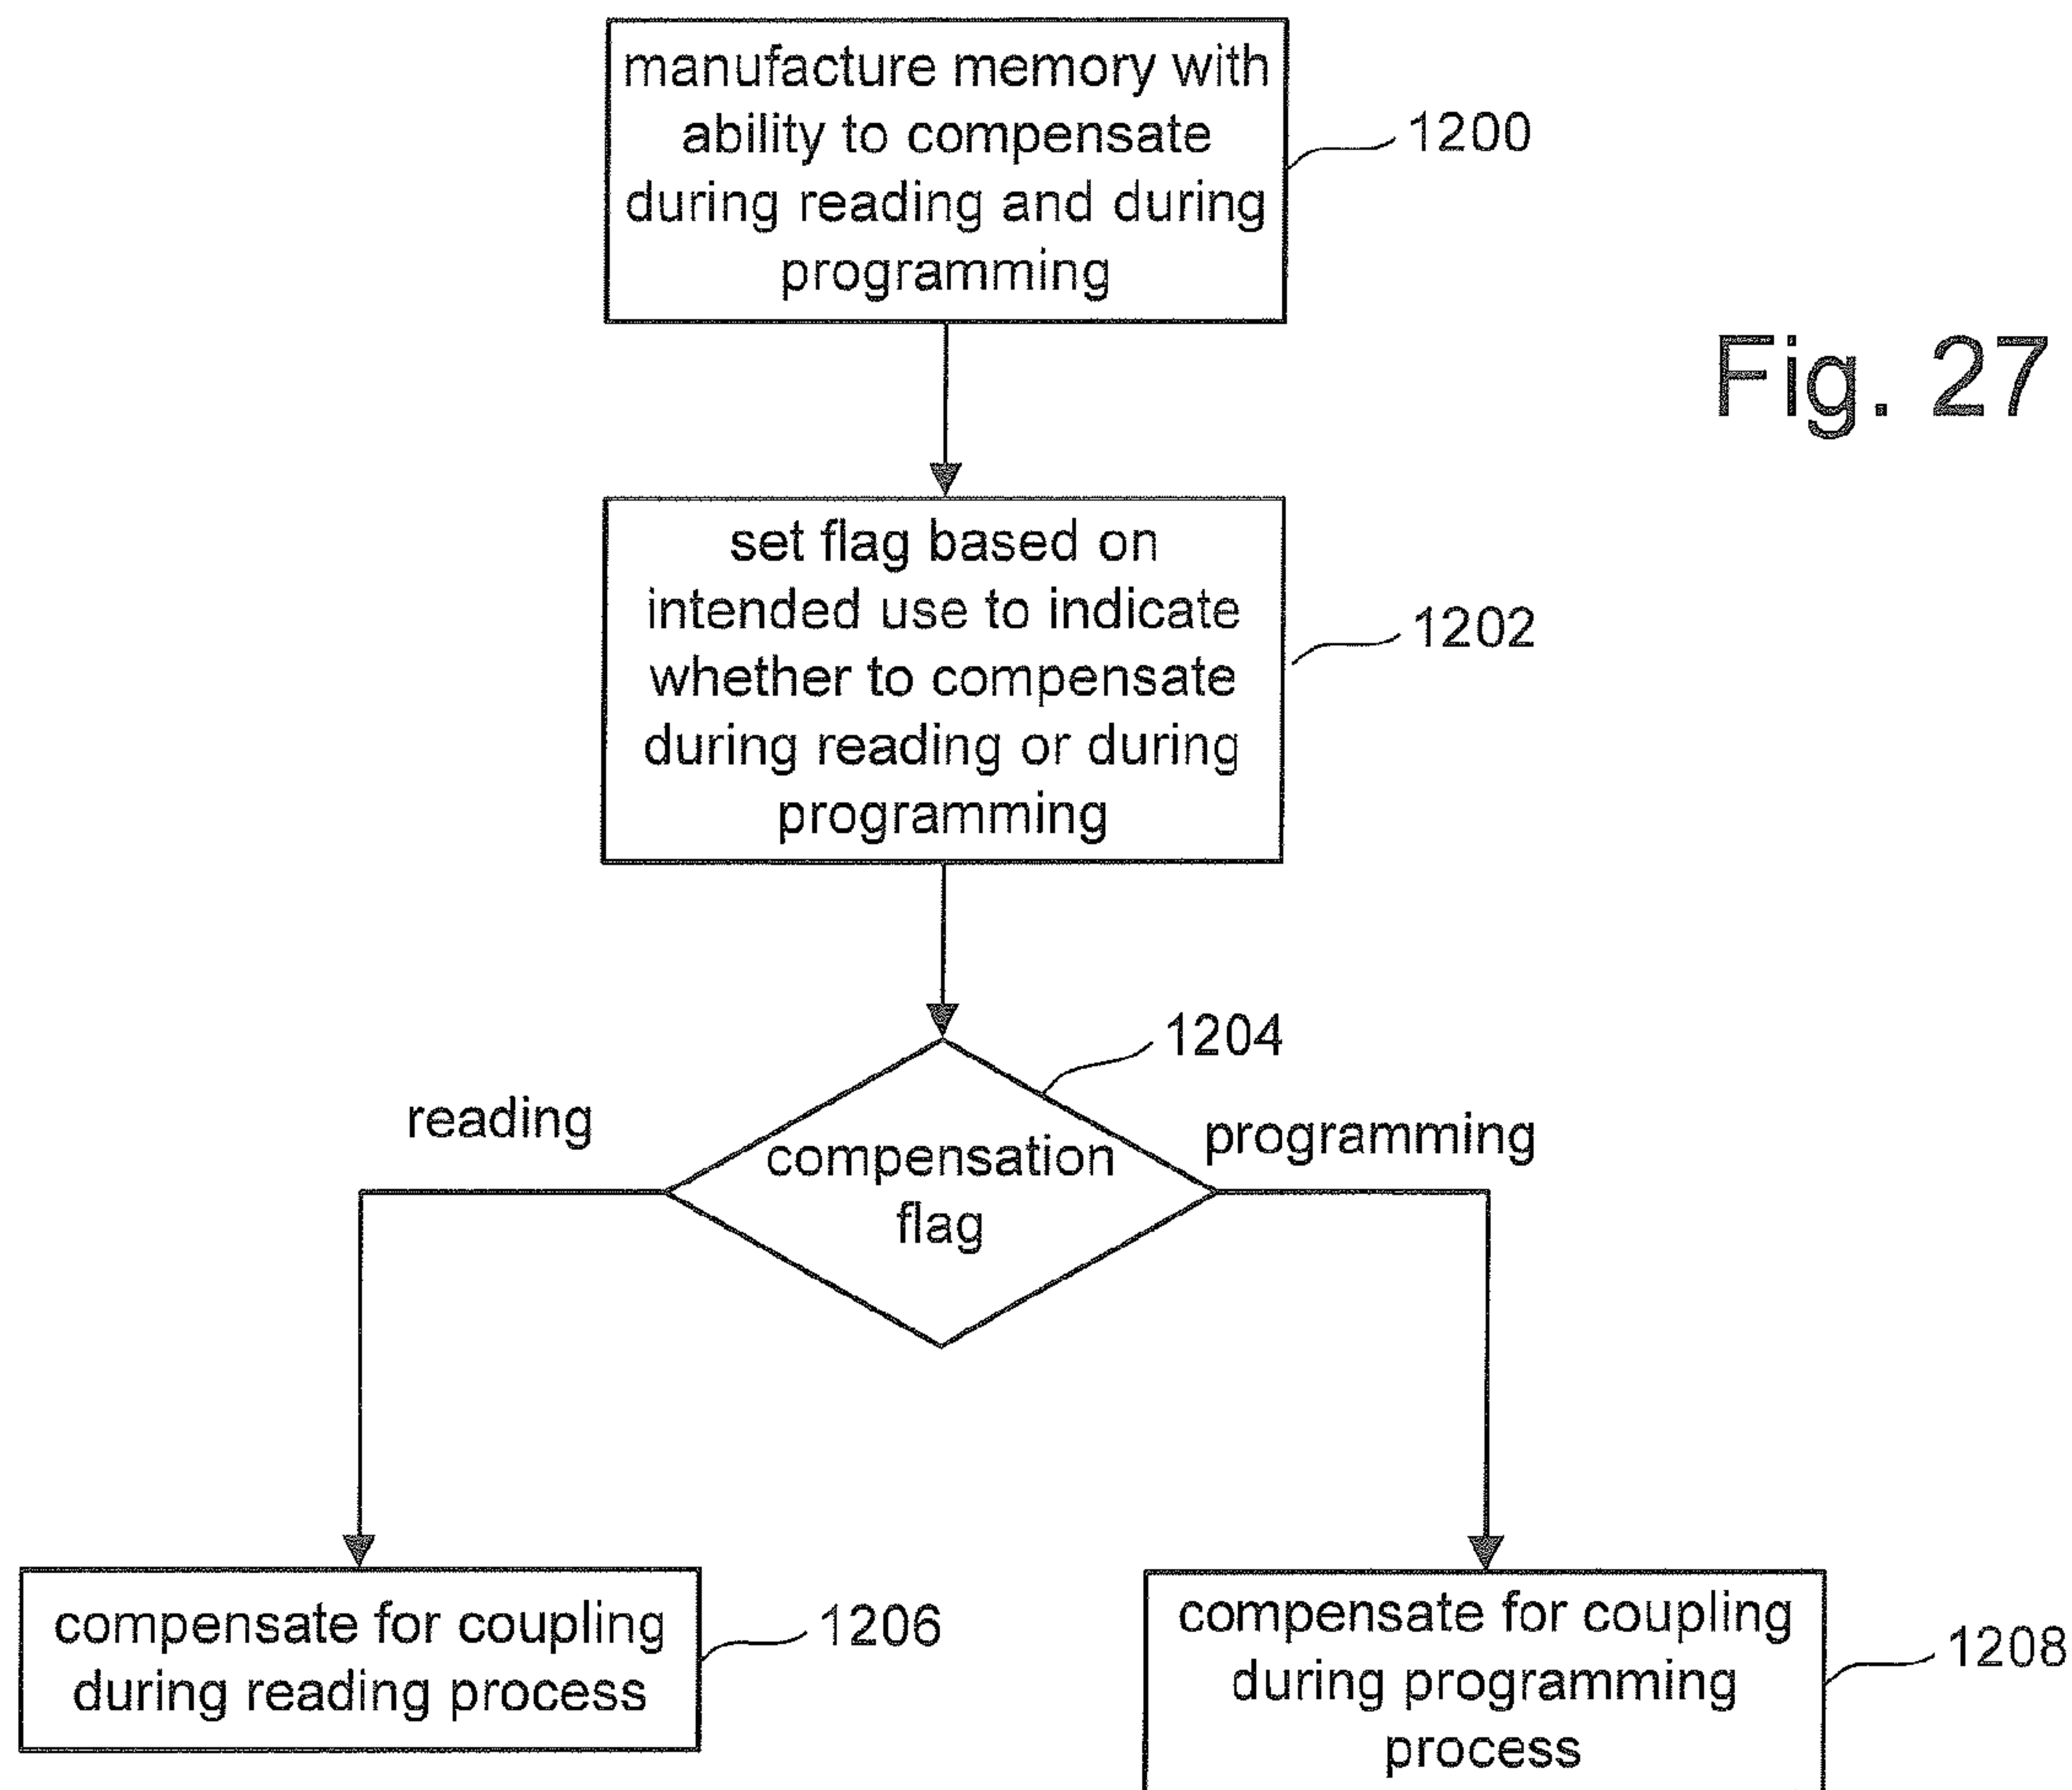 manufacture memory with
ability to compensate
during reading and during
programming
1200
Fig. 27
set flag based on
intended use to indicate
whether to compensate
during reading or during
programming
1202
1204
reading
programming
compensation
flag
compensate for coupling
during reading process
1206
compensate for coupling
during programming
process
1208